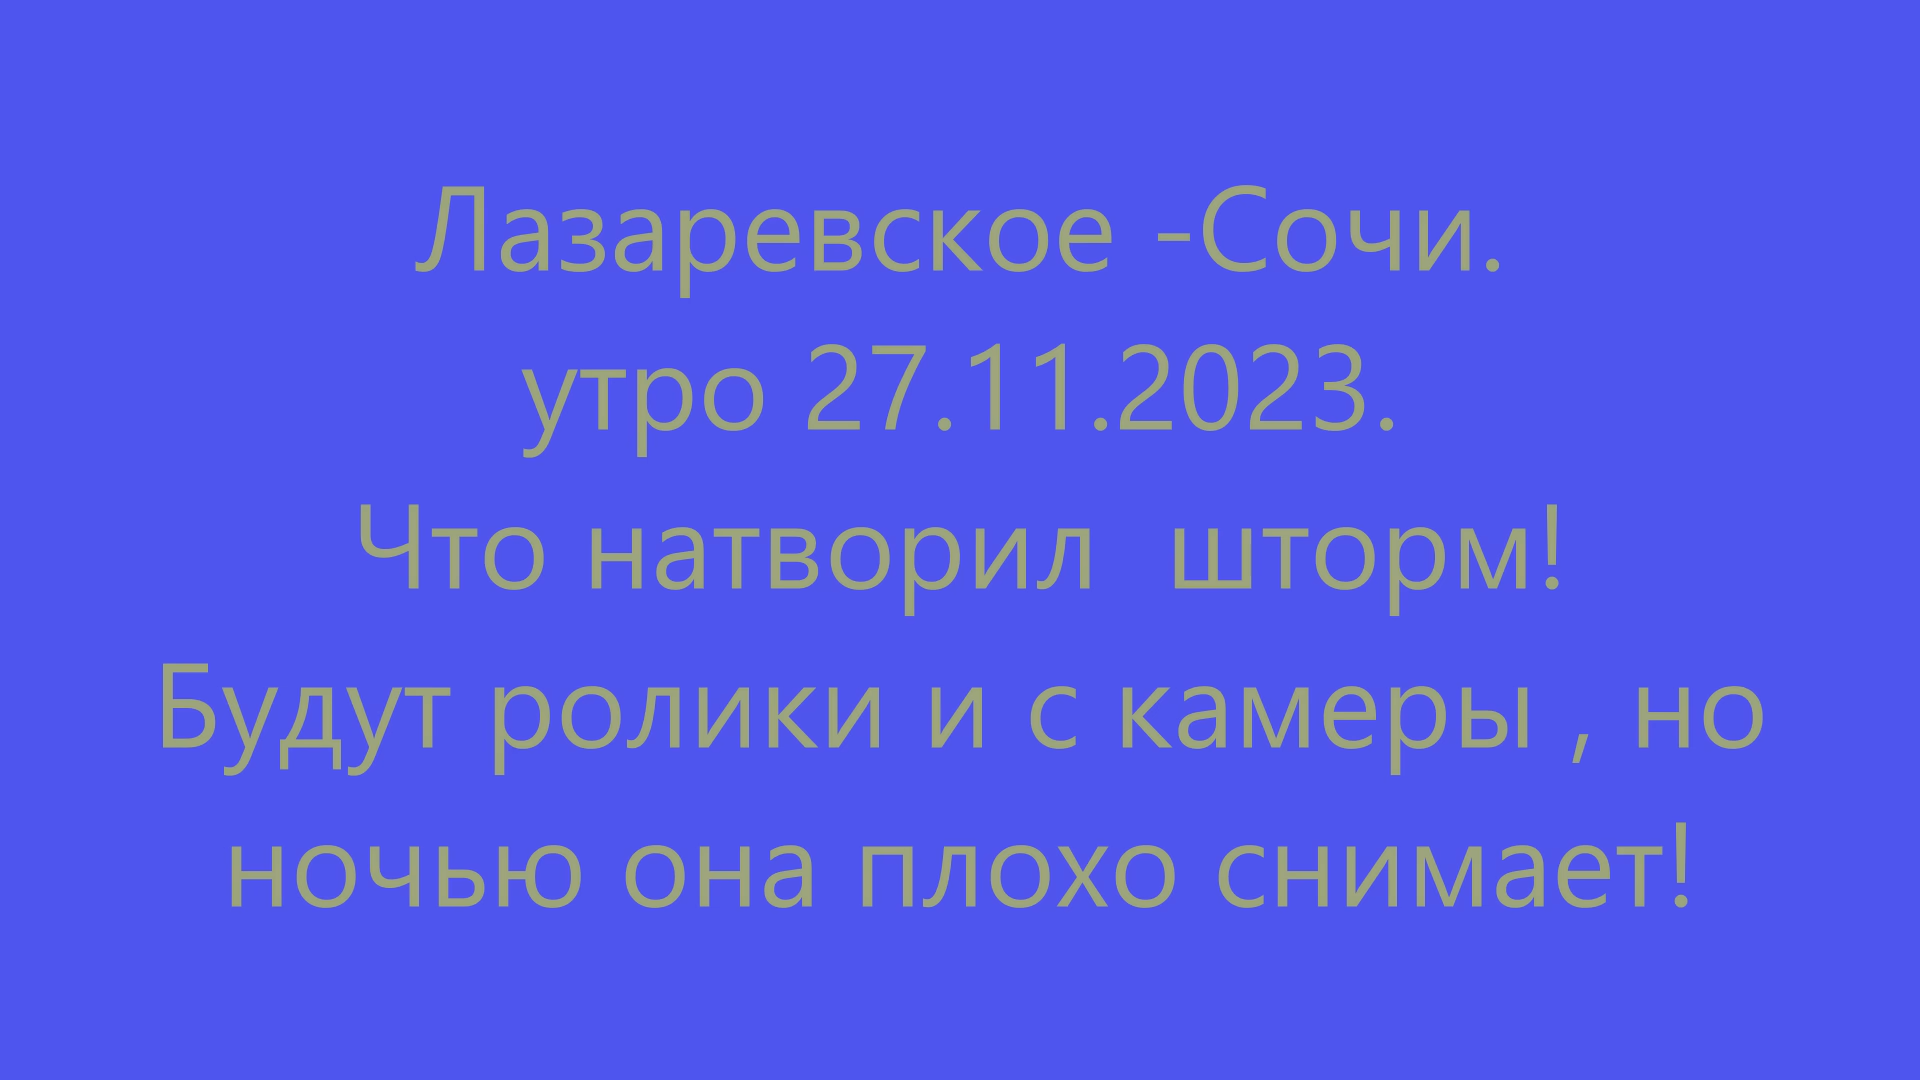 Лазаревское -Сочи.
утро 27.11.2023.
Что натворил  шторм!
Будут ролики и с камеры , но
ночью она плохо снимает!